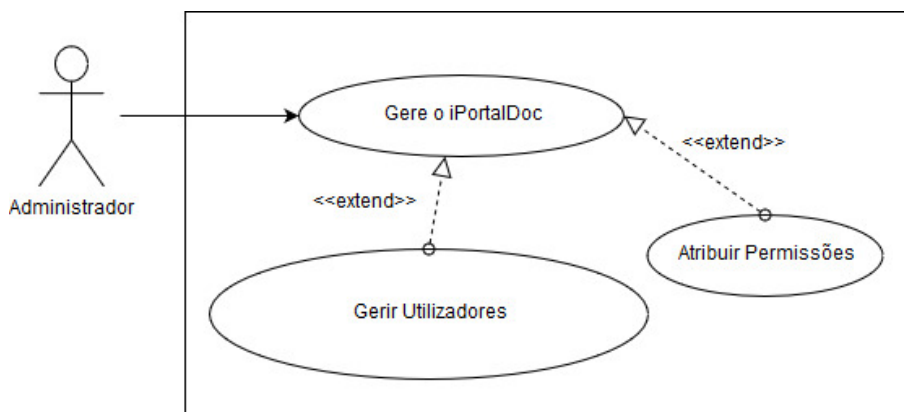 Gere o iPortalDoc
<<extend>>
Administrador
<<extend>>
Atribuir Permissões
Gerir Utilizadores